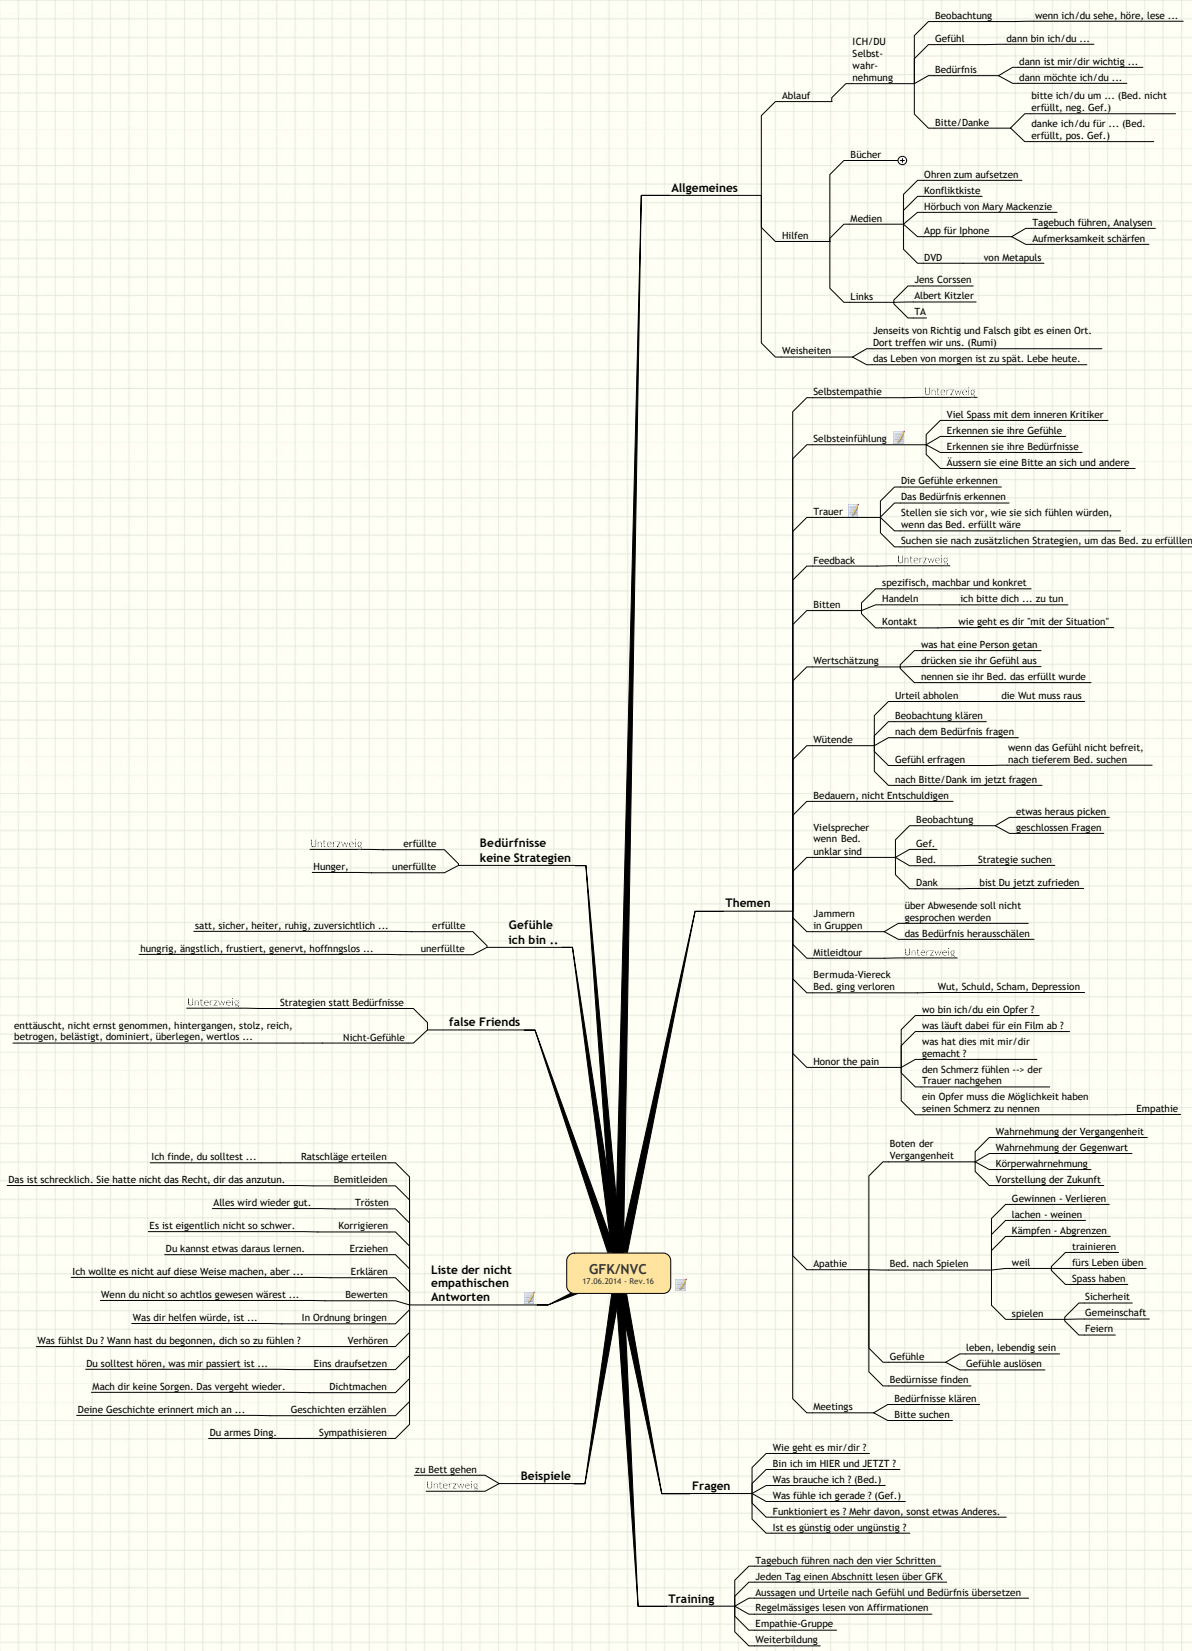 GFK/NVC
17.06.2014 - Rev.16
Allgemeines
Ablauf
ICH/DU
Selbst-
wahr-
nehmung
Beobachtung
wenn ich/du sehe, höre, lese ...
Gefühl
dann bin ich/du ...
Bedürfnis
dann ist mir/dir wichtig ...
dann möchte ich/du ...
Bitte/Danke
bitte ich/du um ... (Bed. nicht
erfüllt, neg. Gef.)
danke ich/du für ... (Bed.
erfüllt, pos. Gef.)
Hilfen
Bücher
Medien
Ohren zum aufsetzen
Konfliktkiste
Hörbuch von Mary Mackenzie
App für Iphone
Tagebuch führen, Analysen
Aufmerksamkeit schärfen
DVD
von Metapuls
Links
Jens Corssen
Albert Kitzler
TA
Weisheiten
Jenseits von Richtig und Falsch gibt es einen Ort.
Dort treffen wir uns. (Rumi)
das Leben von morgen ist zu spät. Lebe heute.
Themen
Selbstempathie
Unterzweig
Selbsteinfühlung
Viel Spass mit dem inneren Kritiker
Erkennen sie ihre Gefühle
Erkennen sie ihre Bedürfnisse
Äussern sie eine Bitte an sich und andere
Trauer
Die Gefühle erkennen
Das Bedürfnis erkennen
Stellen sie sich vor, wie sie sich fühlen würden,
wenn das Bed. erfüllt wäre
Suchen sie nach zusätzlichen Strategien, um das Bed. zu erfülllen
Feedback
Unterzweig
Bitten
spezifisch, machbar und konkret
Handeln
ich bitte dich ... zu tun
Kontakt
wie geht es dir "mit der Situation"
Wertschätzung
was hat eine Person getan
drücken sie ihr Gefühl aus
nennen sie ihr Bed. das erfüllt wurde
Wütende
Urteil abholen
die Wut muss raus
Beobachtung klären
nach dem Bedürfnis fragen
Gefühl erfragen
wenn das Gefühl nicht befreit,
nach tieferem Bed. suchen
nach Bitte/Dank im jetzt fragen
Bedauern, nicht Entschuldigen
Vielsprecher
wenn Bed.
unklar sind
Beobachtung
etwas heraus picken
geschlossen Fragen
Gef.
Bed.
Strategie suchen
Dank
bist Du jetzt zufrieden
Jammern
in Gruppen
über Abwesende soll nicht
gesprochen werden
das Bedürfnis herausschälen
Mitleidtour
Unterzweig
Bermuda-Viereck
Bed. ging verloren
Wut, Schuld, Scham, Depression
Honor the pain
wo bin ich/du ein Opfer ?
was läuft dabei für ein Film ab ?
was hat dies mit mir/dir
gemacht ?
den Schmerz fühlen --> der
Trauer nachgehen
ein Opfer muss die Möglichkeit haben
seinen Schmerz zu nennen
Empathie
Apathie
Boten der
Vergangenheit
Wahrnehmung der Vergangenheit
Wahrnehmung der Gegenwart
Körperwahrnehmung
Vorstellung der Zukunft
Bed. nach Spielen
Gewinnen - Verlieren
lachen - weinen
Kämpfen - Abgrenzen
weil
trainieren
fürs Leben üben
Spass haben
spielen
Sicherheit
Gemeinschaft
Feiern
Gefühle
leben, lebendig sein
Gefühle auslösen
Bedürnisse finden
Meetings
Bedürfnisse klären
Bitte suchen
Fragen
Wie geht es mir/dir ?
Bin ich im HIER und JETZT ?
Was brauche ich ? (Bed.)
Was fühle ich gerade ? (Gef.)
Funktioniert es ? Mehr davon, sonst etwas Anderes.
Ist es günstig oder ungünstig ?
Training
Tagebuch führen nach den vier Schritten
Jeden Tag einen Abschnitt lesen über GFK
Aussagen und Urteile nach Gefühl und Bedürfnis übersetzen
Regelmässiges lesen von Affirmationen
Empathie-Gruppe
Weiterbildung
Bedürfnisse
keine Strategien
erfüllte
Unterzweig
unerfüllte
Hunger,
Gefühle
ich bin ..
erfüllte
satt, sicher, heiter, ruhig, zuversichtlich ...
unerfüllte
hungrig, ängstlich, frustiert, genervt, hoffnngslos ...
false Friends
Strategien statt Bedürfnisse
Unterzweig
Nicht-Gefühle
enttäuscht, nicht ernst genommen, hintergangen, stolz, reich,
betrogen, belästigt, dominiert, überlegen, wertlos ...
Liste der nicht
empathischen
Antworten
Ratschläge erteilen
Ich finde, du solltest ...
Bemitleiden
Das ist schrecklich. Sie hatte nicht das Recht, dir das anzutun.
Trösten
Alles wird wieder gut.
Korrigieren
Es ist eigentlich nicht so schwer.
Erziehen
Du kannst etwas daraus lernen.
Erklären
Ich wollte es nicht auf diese Weise machen, aber ...
Bewerten
Wenn du nicht so achtlos gewesen wärest ...
In Ordnung bringen
Was dir helfen würde, ist ...
Verhören
Was fühlst Du ? Wann hast du begonnen, dich so zu fühlen ?
Eins draufsetzen
Du solltest hören, was mir passiert ist ...
Dichtmachen
Mach dir keine Sorgen. Das vergeht wieder.
Geschichten erzählen
Deine Geschichte erinnert mich an ...
Sympathisieren
Du armes Ding.
Beispiele
zu Bett gehen
Unterzweig